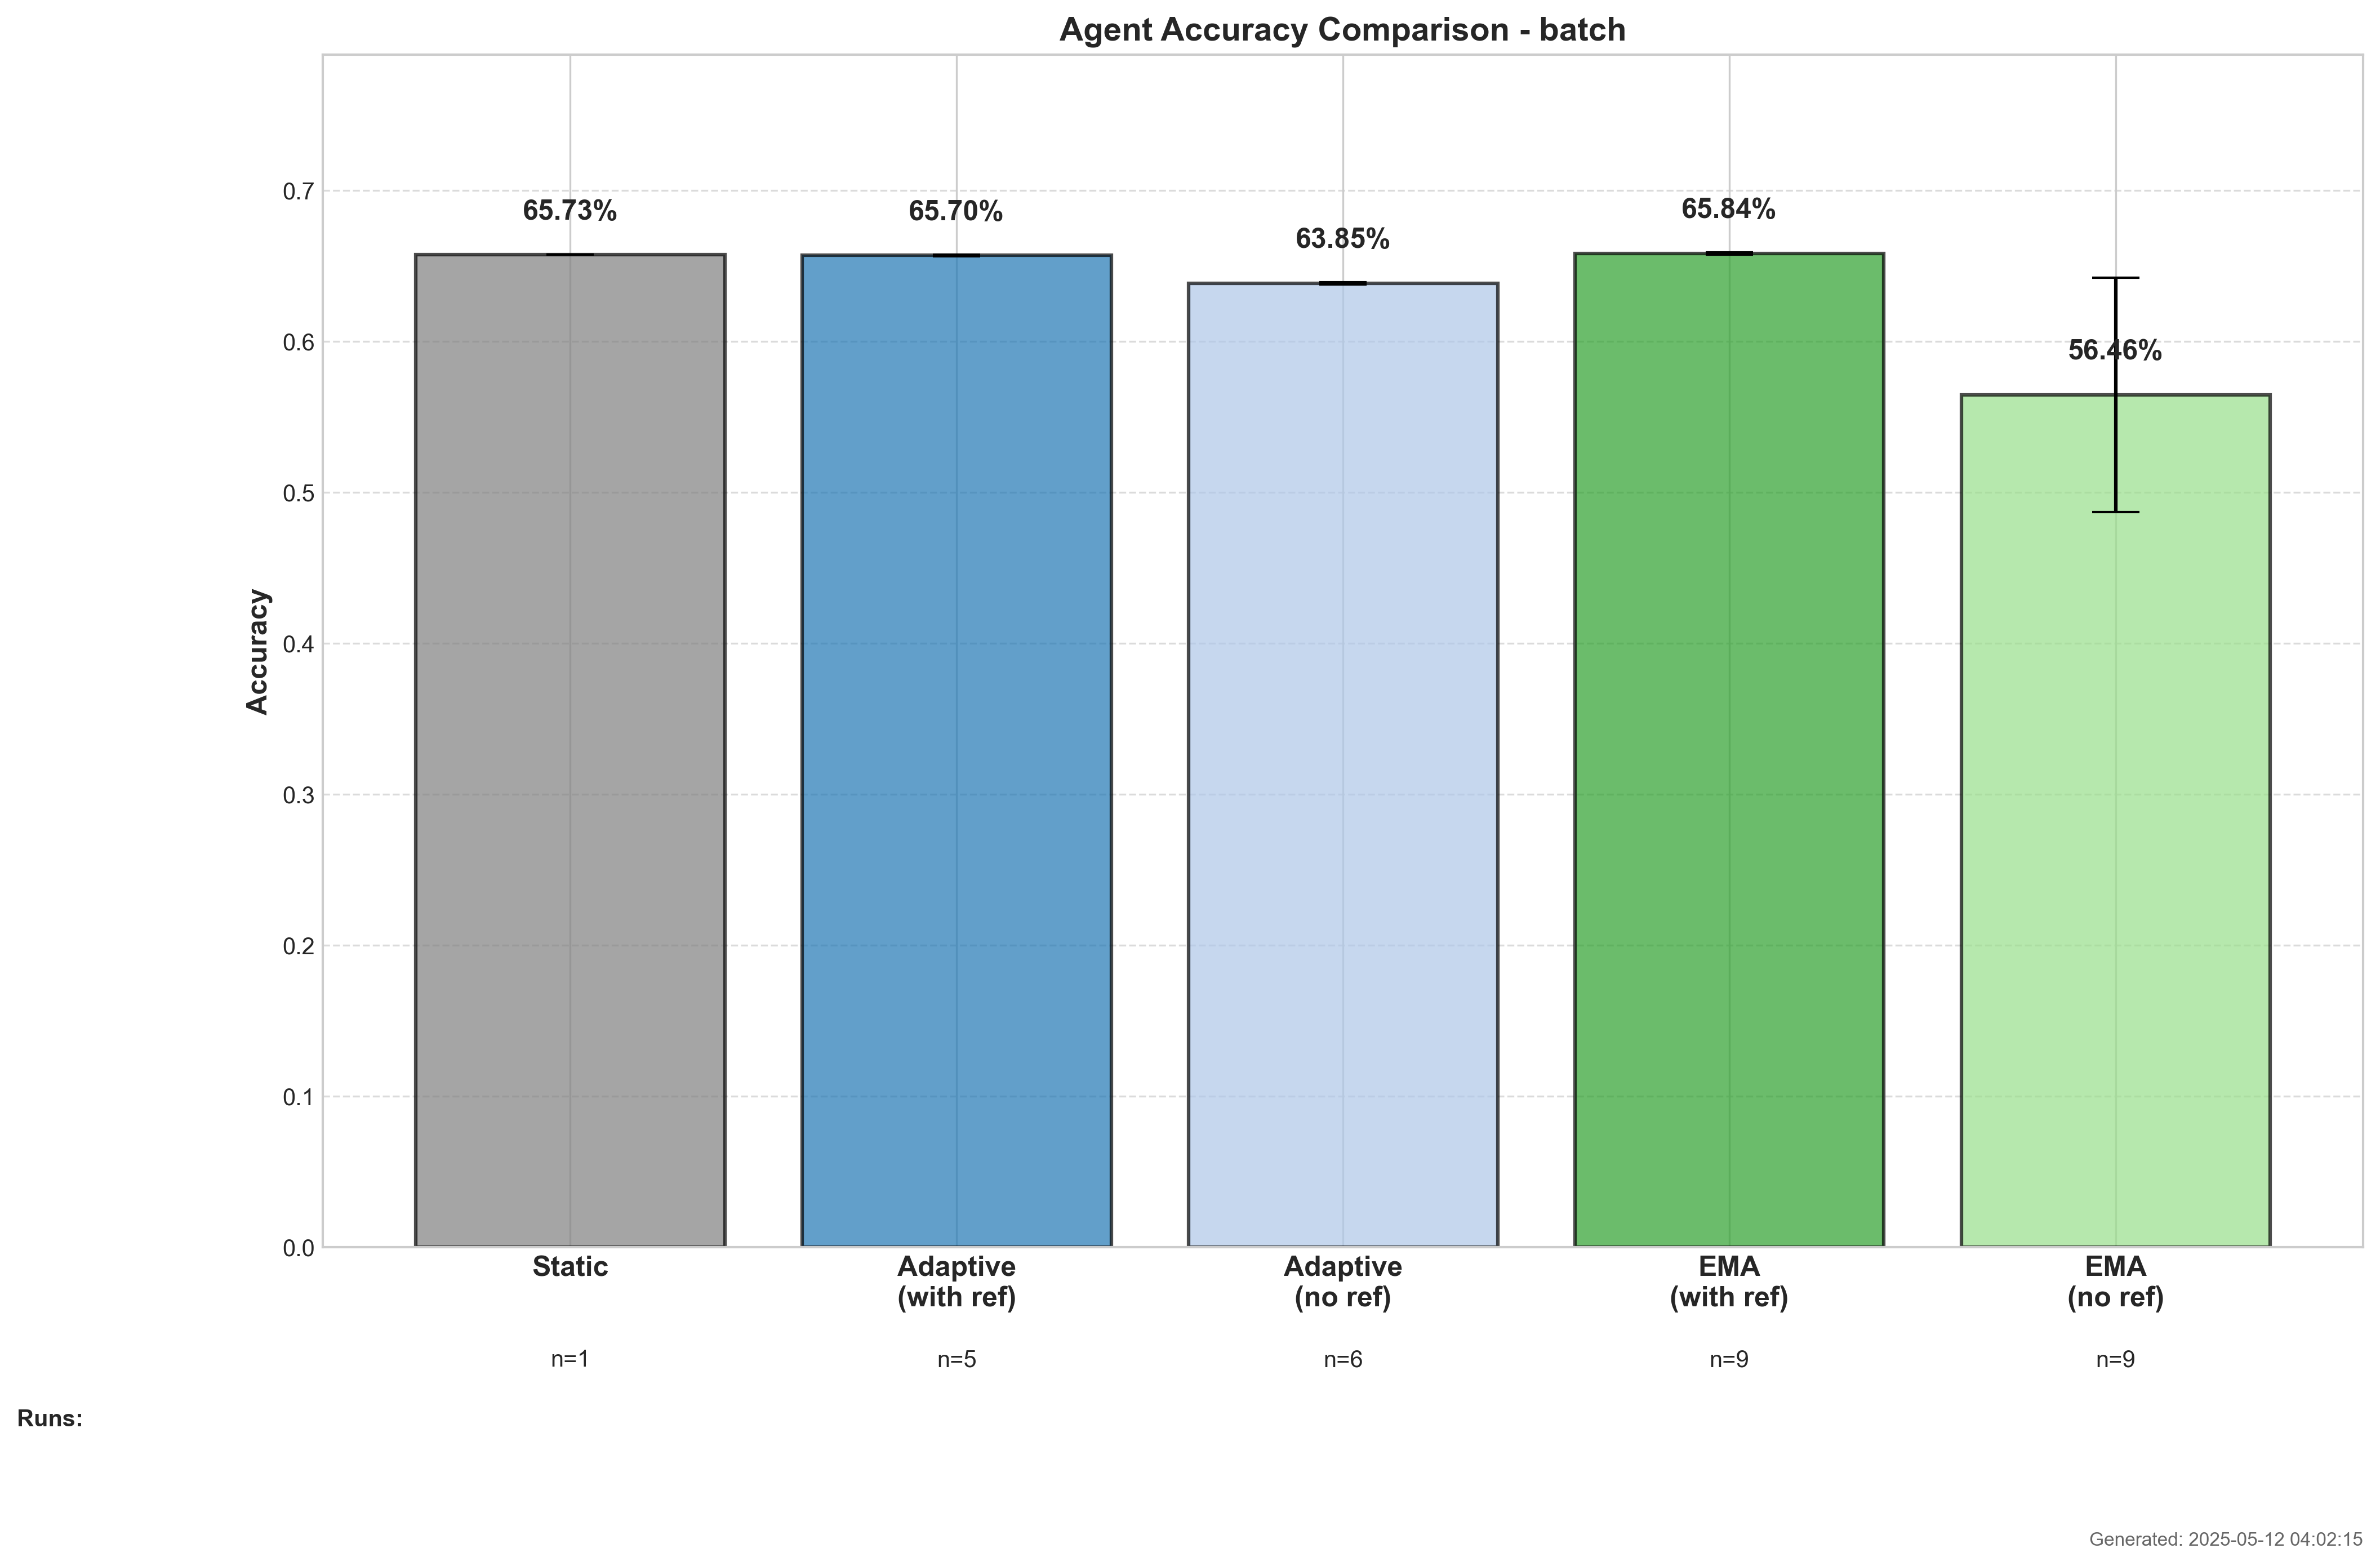 Agent Accuracy Comparison - batch
Accuracy
0.7
0.6
0.5
0.4
0.3
0.2
0.1
0.0
65.73%
65.70%
63.85%
65.84%
56.46%
Static
Adaptive
(with ref)
Adaptive
(no ref)
EMA
(with ref)
EMA
(no ref)
n=1
n=5
n=6
n=9
n=9
Runs:
Generated: 2025-05-12 04:02:15